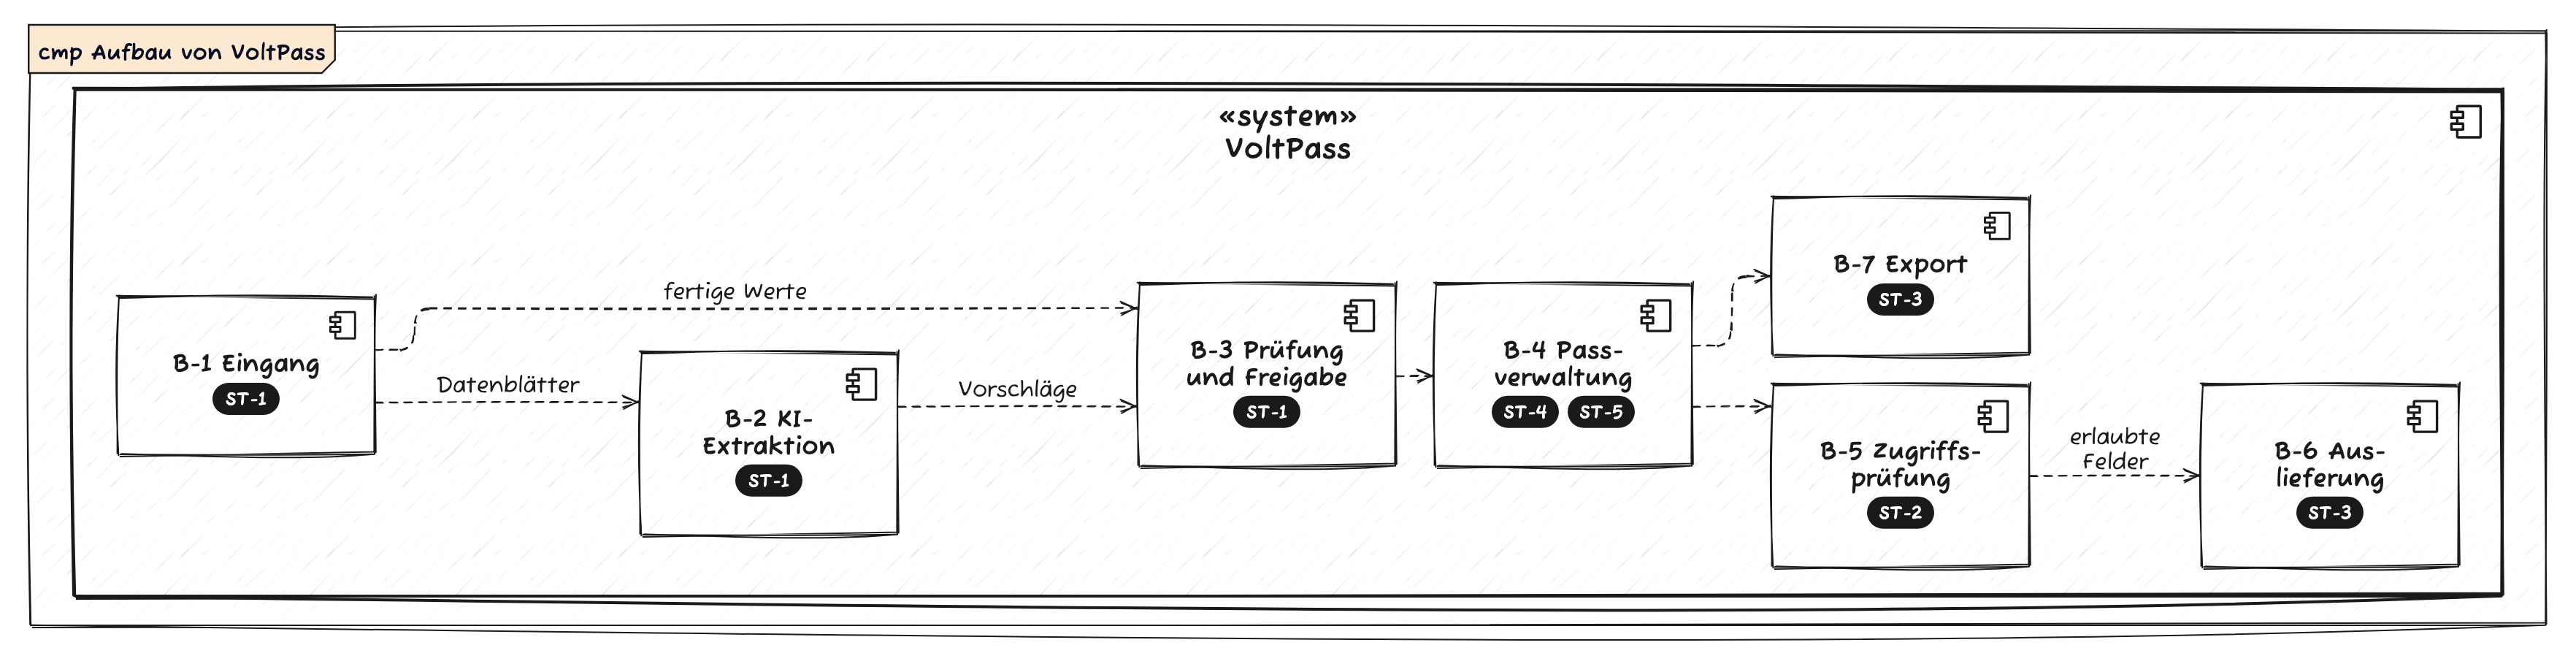 cmp Aufbau von VoltPass
«system»
VoltPass
B-1 Eingang
ST-1
fertige Werte
Datenblätter
B-2 KI-
Extraktion
ST-1
Vorschläge
B-3 Prüfung
und Freigabe
ST-1
B-4 Pass-
verwaltung
ST-4 ST-5
B-7 Export
ST-3
B-5 Zugriffs-
prüfung
ST-2
erlaubte
Felder
B-6 Aus-
lieferung
ST-3